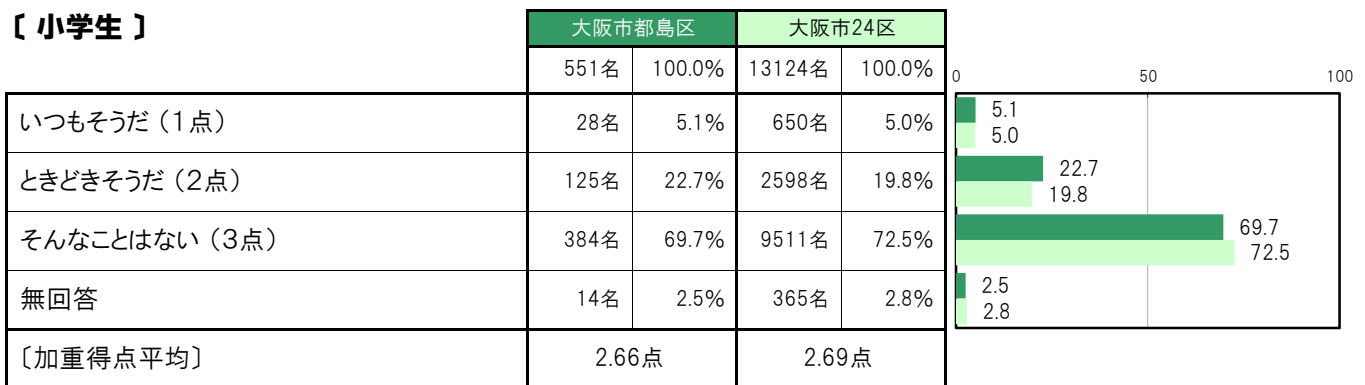 〔 小学生 〕
大阪市都島区 大阪市24区
551名 100.0% 13124名 100.0%
0 50 100
いつもそうだ（1点） 28名 5.1% 650名 5.0%
5.1
5.0
ときどきそうだ（2点） 125名 22.7% 2598名 19.8%
22.7
19.8
そんなことはない（3点） 384名 69.7% 9511名 72.5%
69.7
72.5
無回答 14名 2.5% 365名 2.8%
2.5
2.8
〔加重得点平均〕 2.66点 2.69点